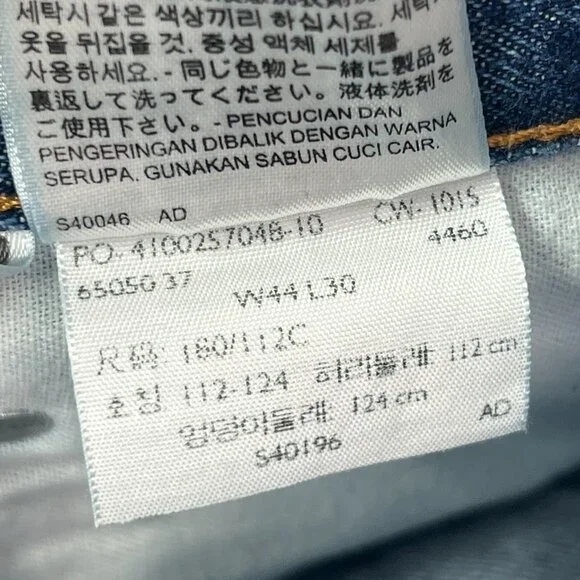 세탁시 같은 색상끼리 하십시요. 세탁
옷을 뒤집을 것. 중성 액체 세제를
사용하세요. - 同じ色物と一緒に製品を
裏返して洗ってください。液体洗剤を
ご使用下さい。- PENCUCIAN DAN
PENGERINGAN DIBALIK DENGAN WARNA
SERUPA. GUNAKAN SABUN CUCI CAIR.
S40046 AD
PO- 4100257048-10 CW- 1015
65050 37 4460
W44 L30
尺码: 180/112C
호칭 112-124 허리둘레 112 cm
엉덩이둘레 124 cm
S40196 AD